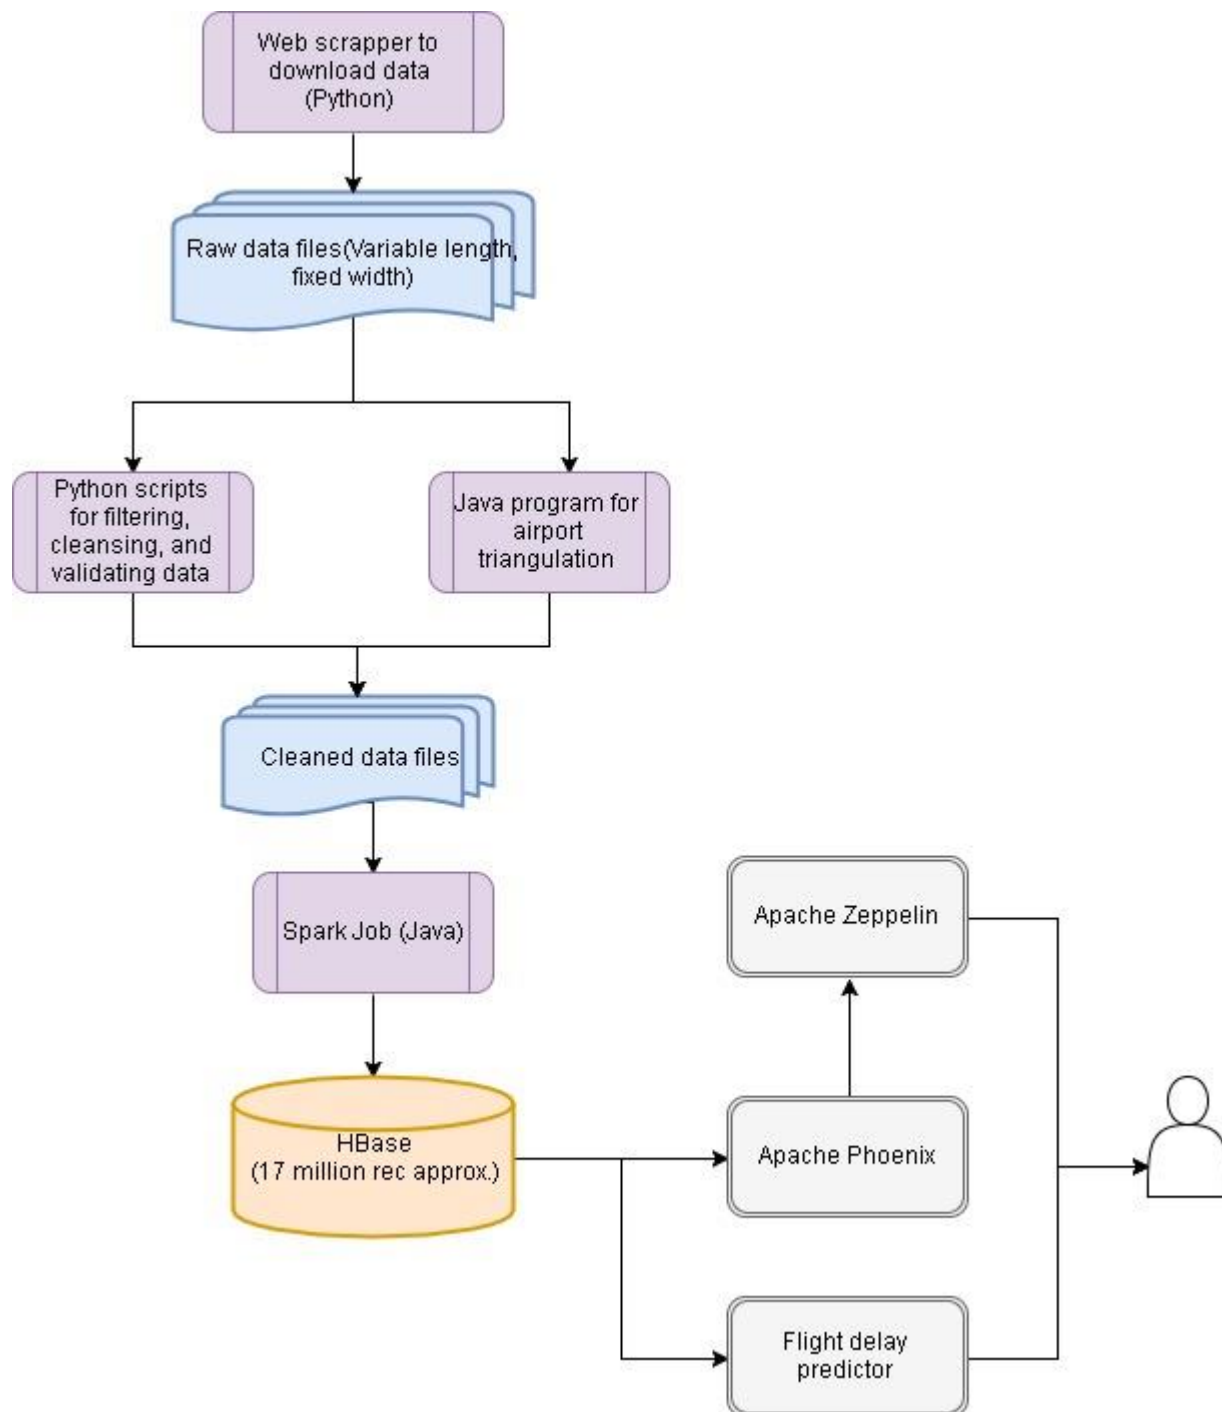 Web scrapper to
download data
(Python)
Raw data files(Variable length,
fixed width)
Python scripts
for filtering,
cleansing, and
validating data
Java program for
airport
triangulation
Cleaned data files
Spark Job (Java)
HBase
(17 million rec approx.)
Apache Zeppelin
Apache Phoenix
Flight delay
predictor